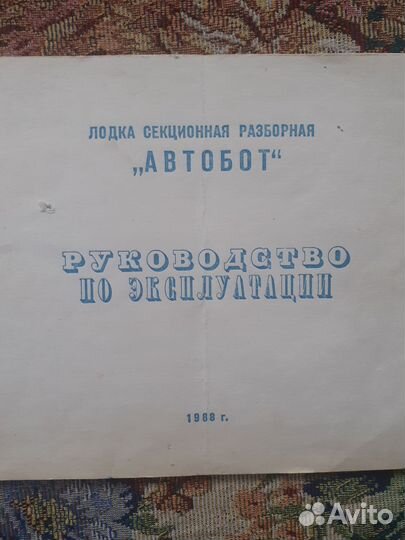 ЛОДКА СЕКЦИОННАЯ РАЗБОРНАЯ
„АВТОБОТ“
РУКОВОДСТВО
ПО ЭКСПЛУАТАЦИИ
1988 г.
Avito